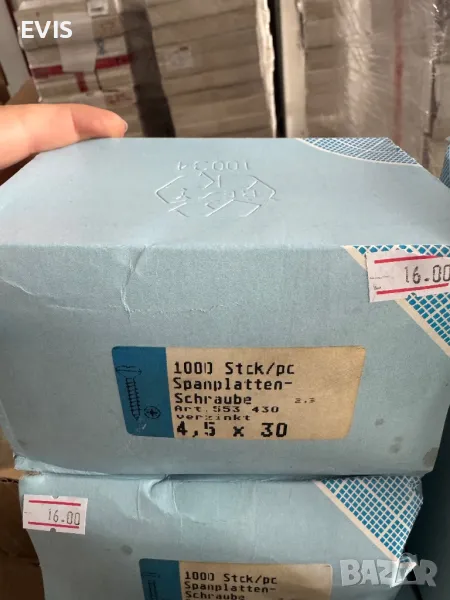 EVIS
16.00
1000 Stck/pc
Spanplatten-
Schraube
Art.553 430
verzinkt
4,5 x 30
16.00
1000 Stck/pc
Spanplatten-
Schraube
BAZAR